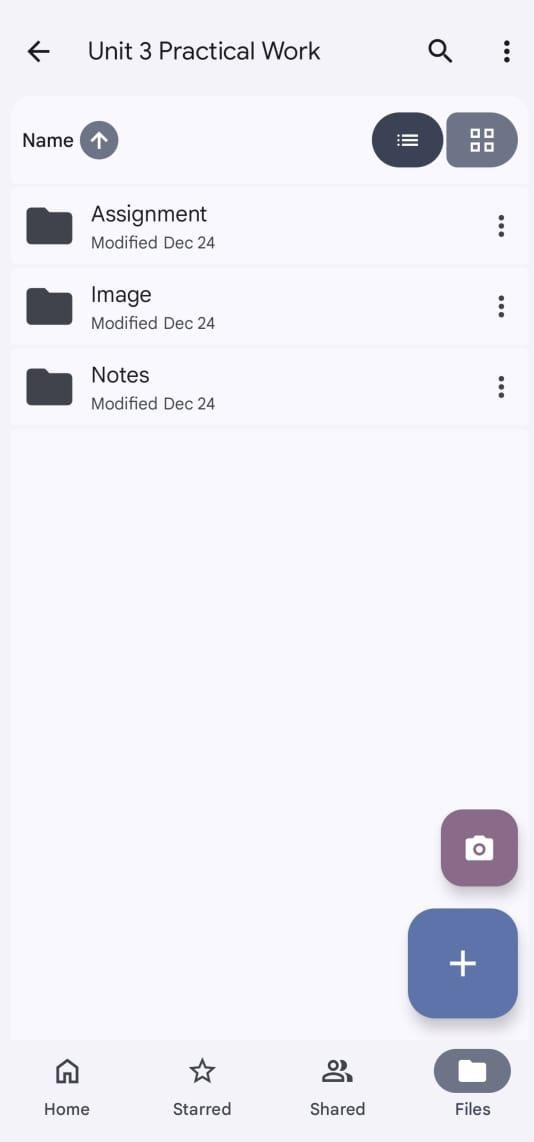 Unit 3 Practical Work
Name
Assignment
Modified Dec 24
Image
Modified Dec 24
Notes
Modified Dec 24
Home
Starred
Shared
Files